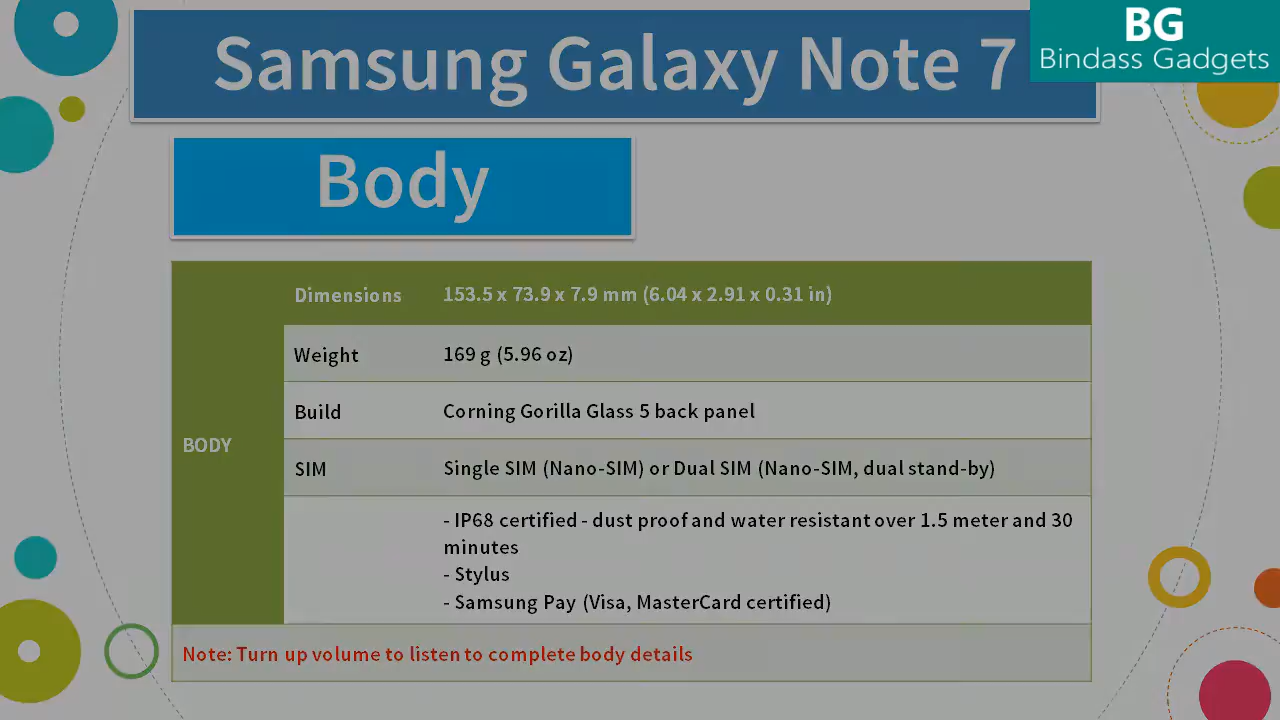 Samsung Galaxy Note 7
BG
Bindass Gadgets
Body
Dimensions 153.5 x 73.9 x 7.9 mm (6.04 x 2.91 x 0.31 in)
Weight 169 g (5.96 oz)
Build Corning Gorilla Glass 5 back panel
BODY
SIM Single SIM (Nano-SIM) or Dual SIM (Nano-SIM, dual stand-by)
- IP68 certified - dust proof and water resistant over 1.5 meter and 30
minutes
- Stylus
- Samsung Pay (Visa, MasterCard certified)
Note: Turn up volume to listen to complete body details